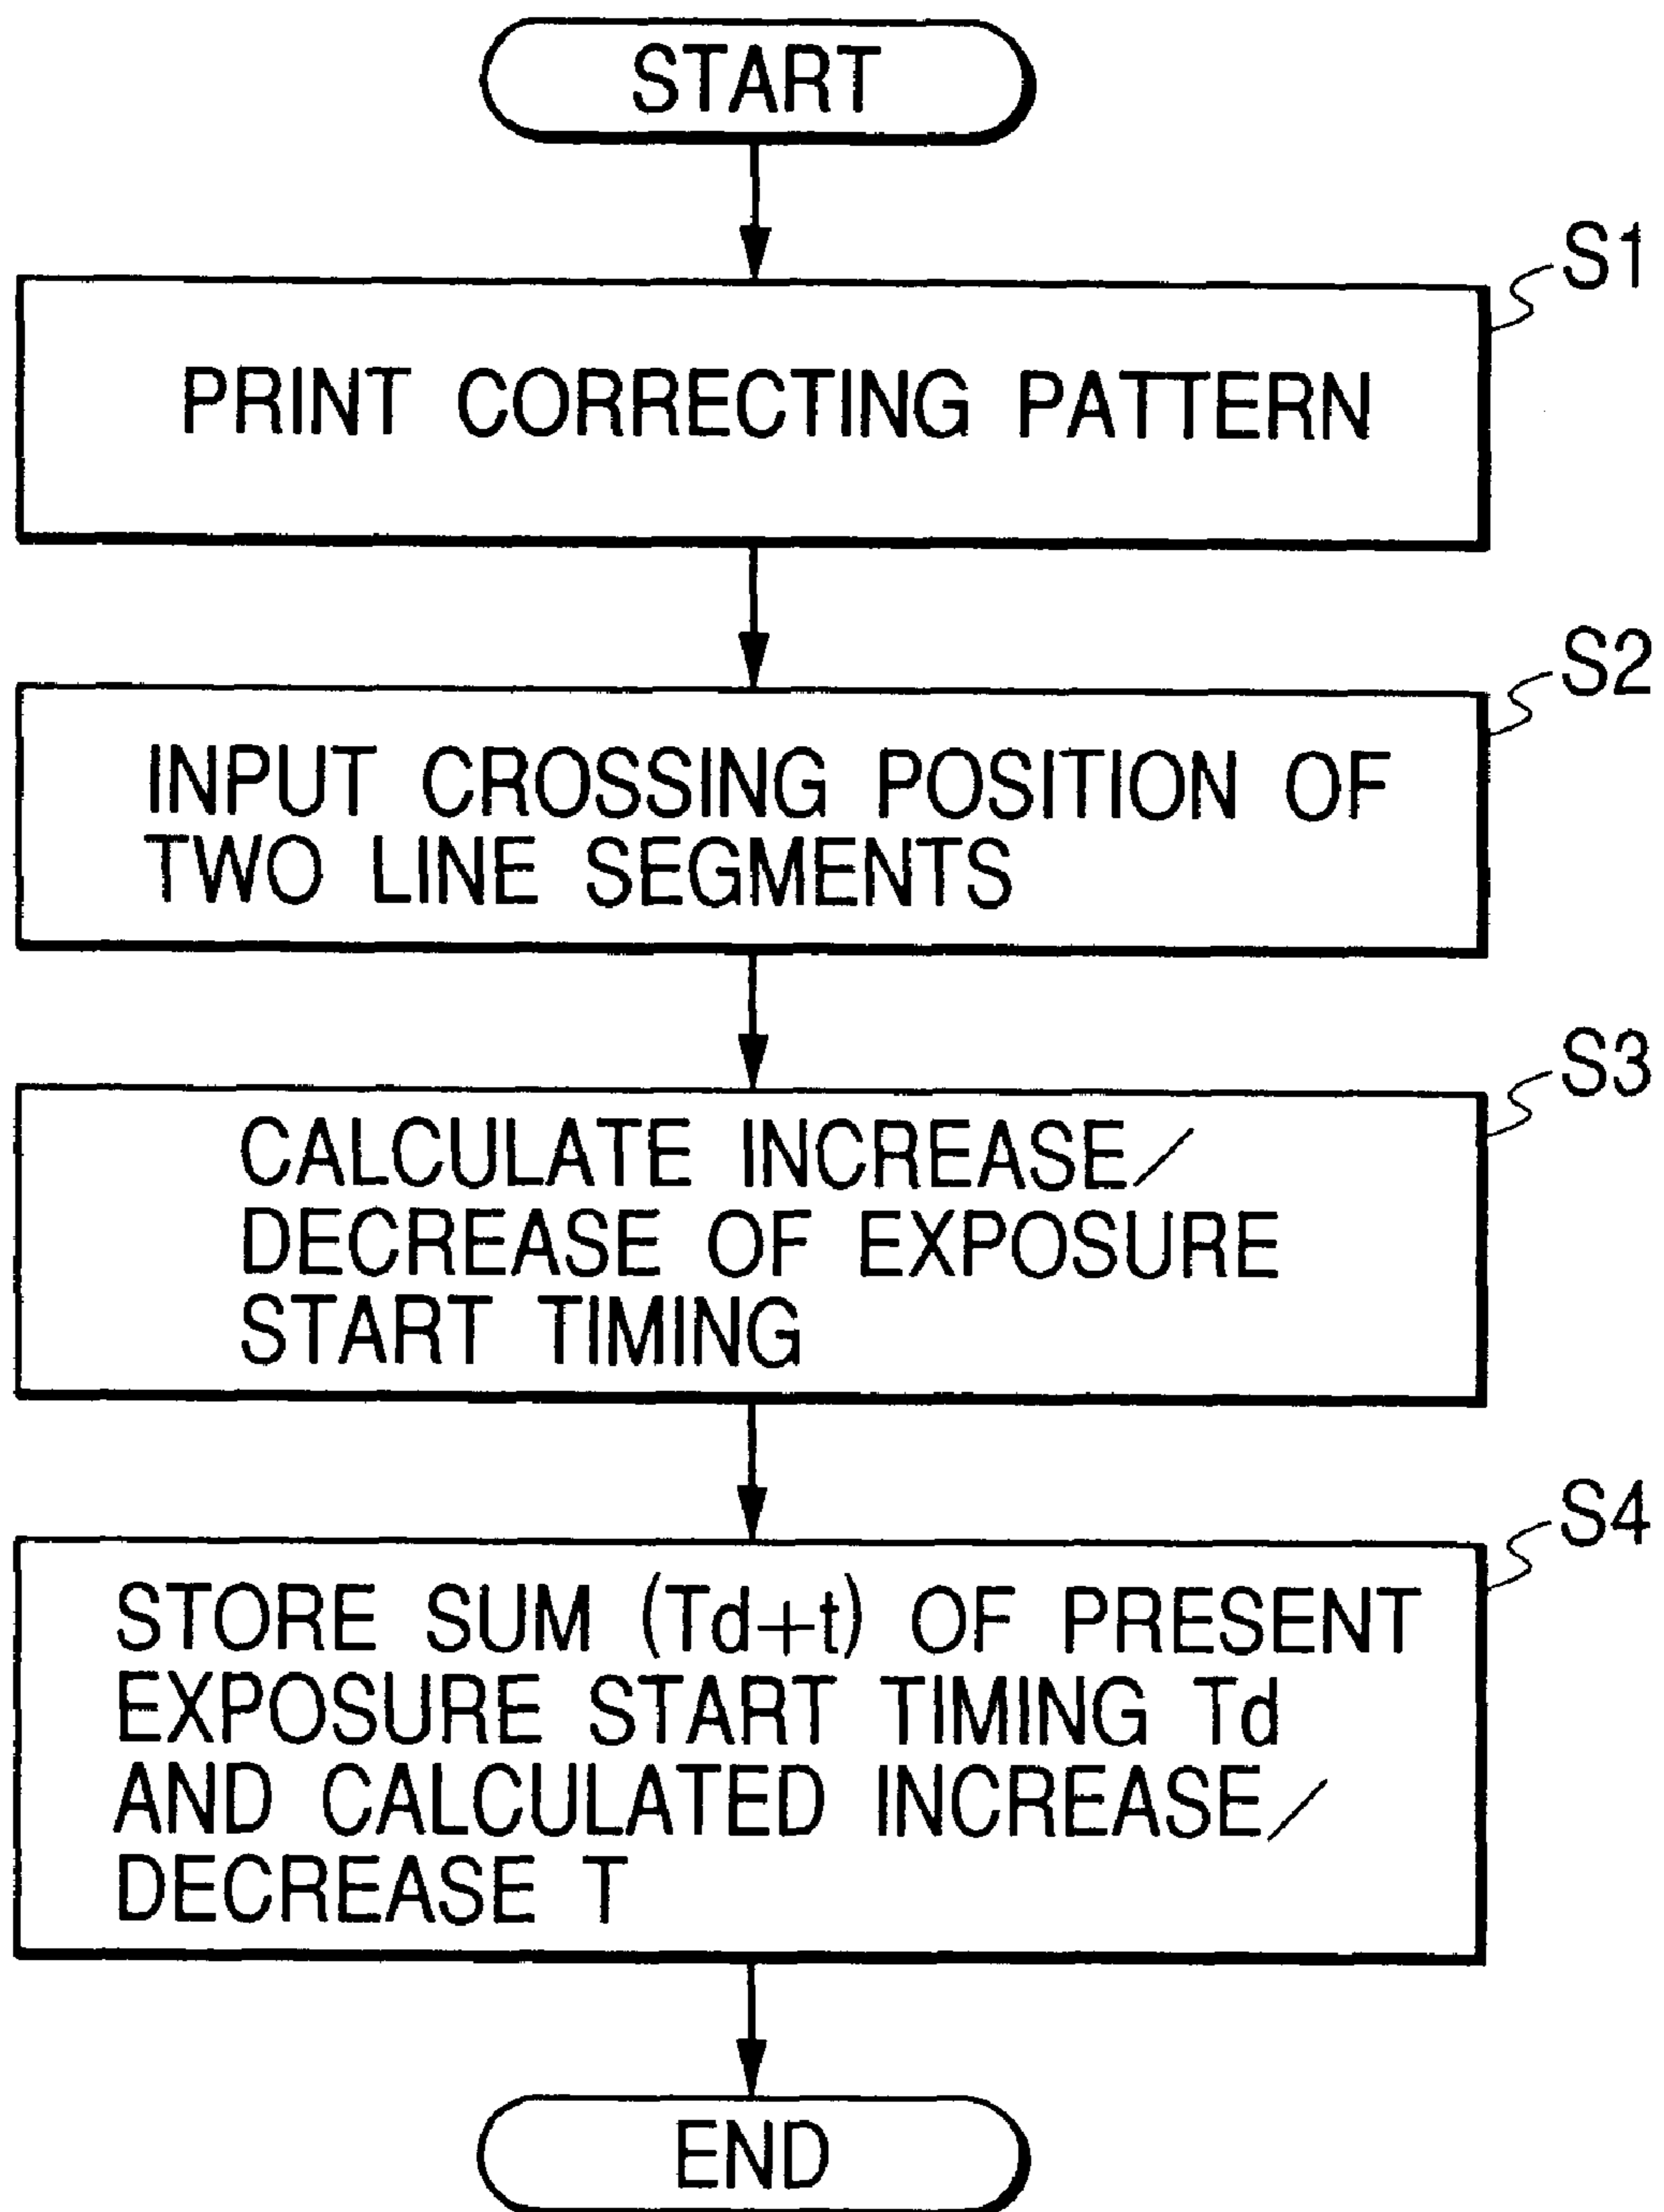 START
S1
PRINT CORRECTING PATTERN
S2
INPUT CROSSING POSITION OF
TWO LINE SEGMENTS
S3
CALCULATE INCREASE/
DECREASE OF EXPOSURE
START TIMING
S4
STORE SUM (Td+t) OF PRESENT
EXPOSURE START TIMING Td
AND CALCULATED INCREASE/
DECREASE T
END